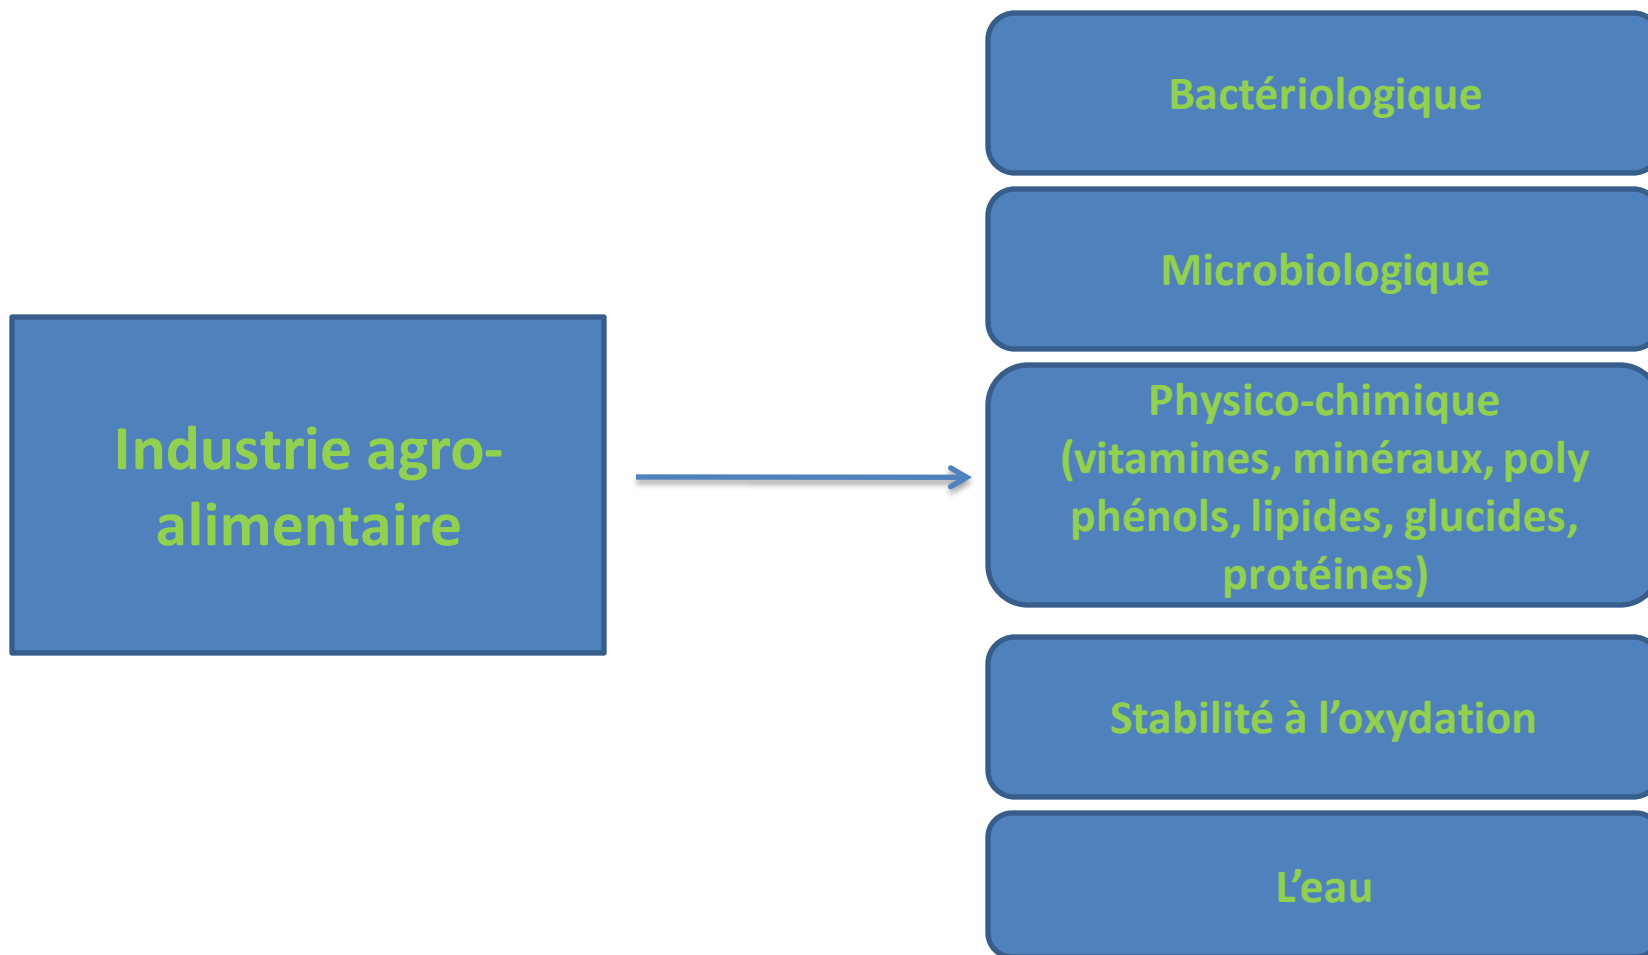 Industrie agro-
alimentaire
Bactériologique
Microbiologique
Physico-chimique
(vitamines, minéraux, poly
phénols, lipides, glucides,
protéines)
Stabilité à l’oxydation
L’eau